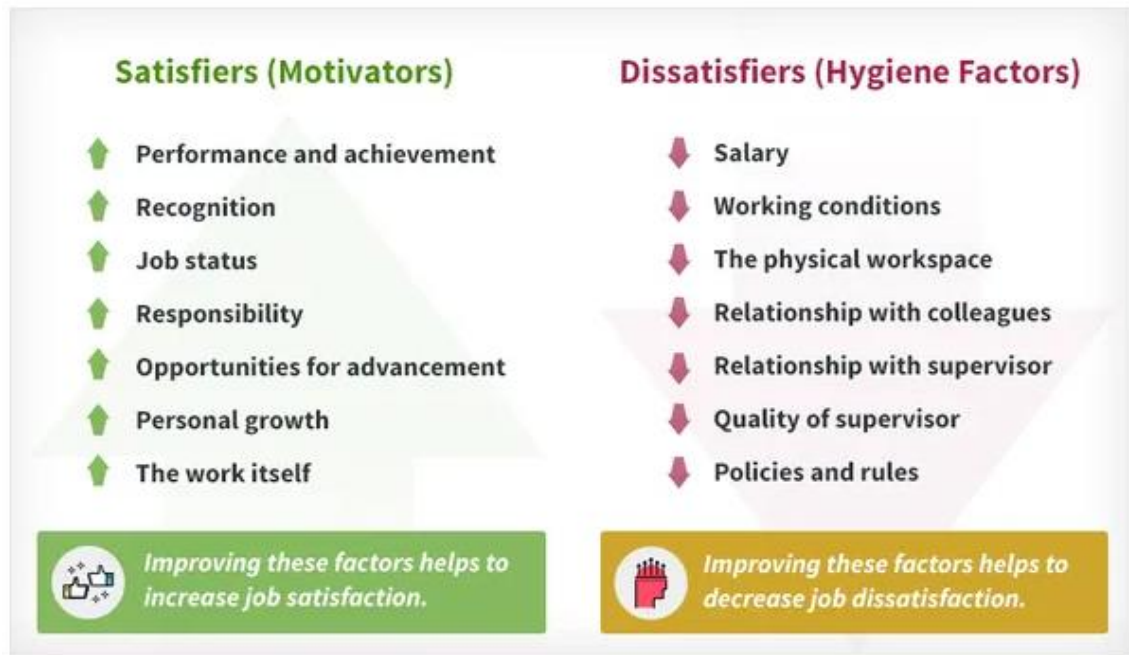 Satisfiers (Motivators)
Performance and achievement
Recognition
Job status
Responsibility
Opportunities for advancement
Personal growth
The work itself
Improving these factors helps to
increase job satisfaction.
Dissatisfiers (Hygiene Factors)
Salary
Working conditions
The physical workspace
Relationship with colleagues
Relationship with supervisor
Quality of supervisor
Policies and rules
Improving these factors helps to
decrease job dissatisfaction.